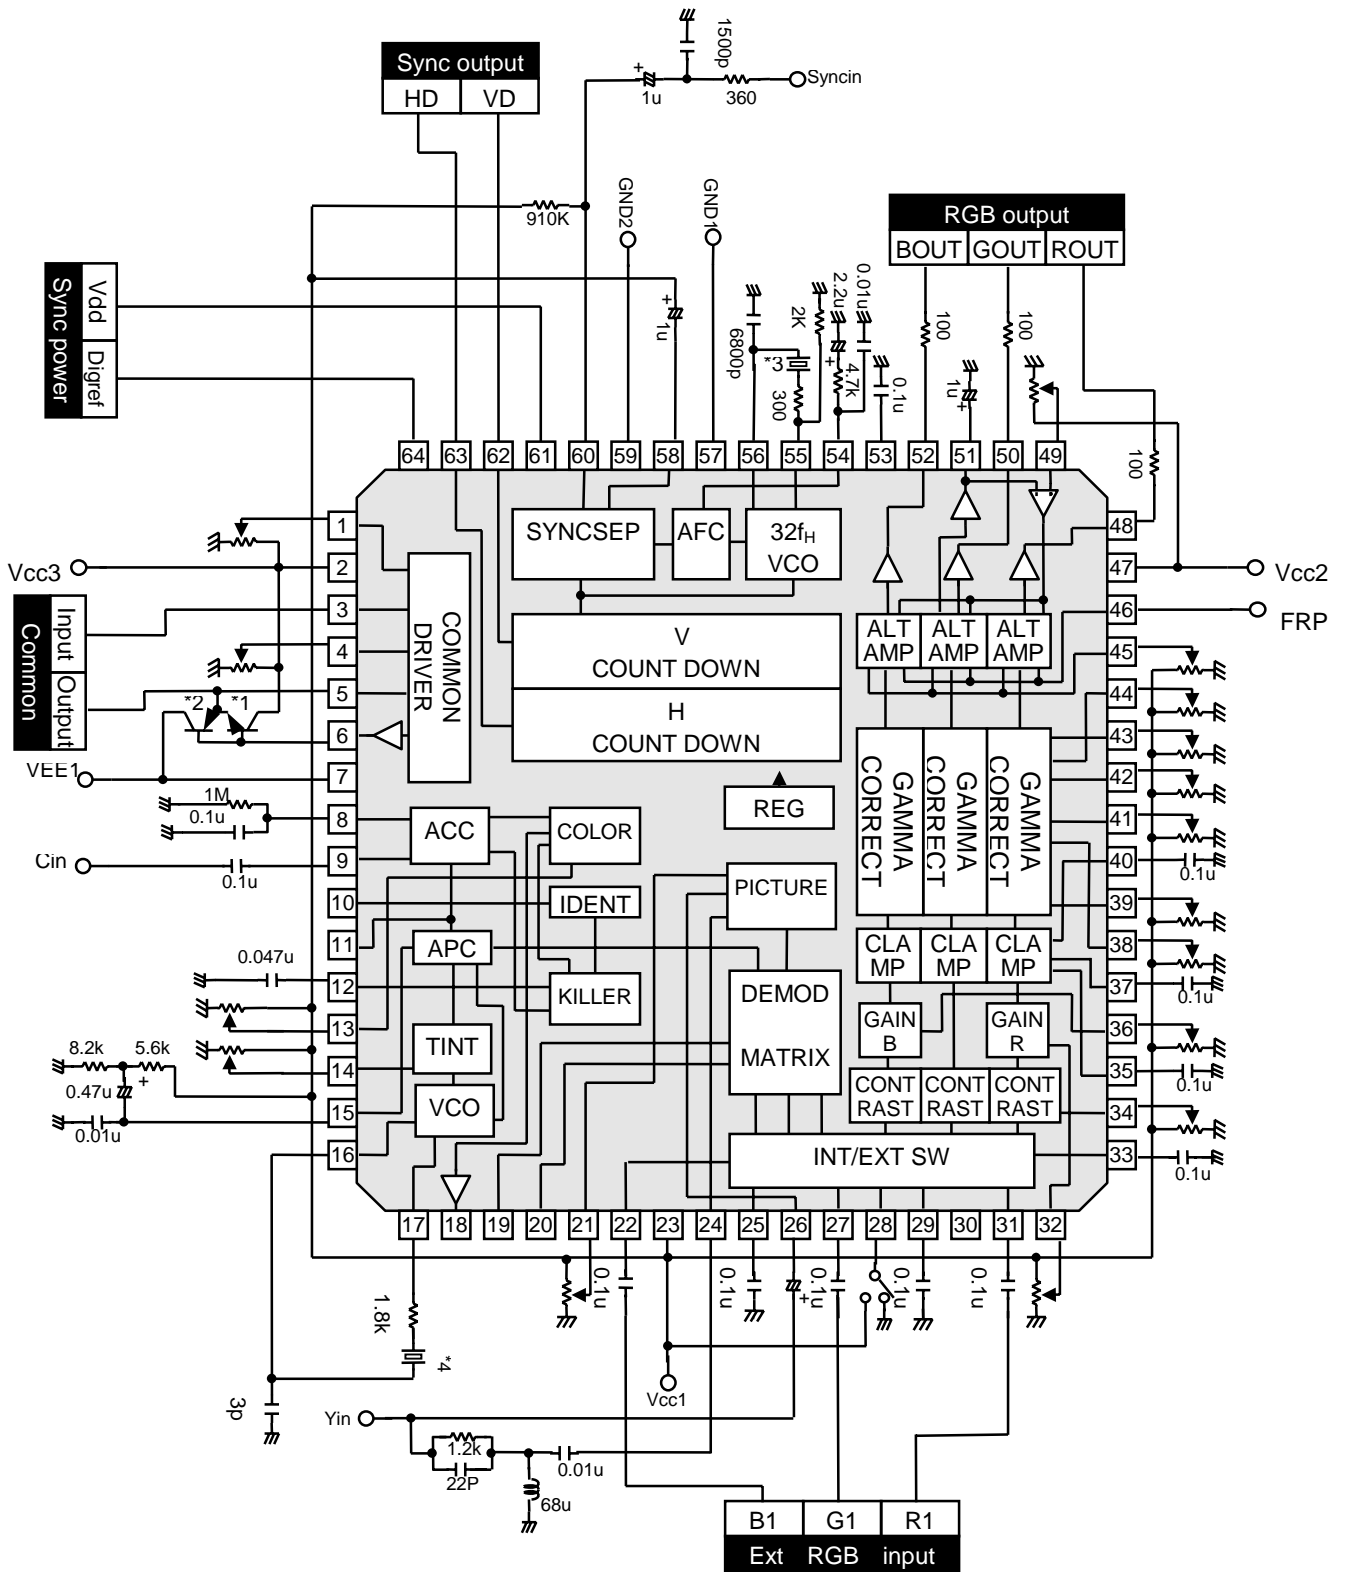 1500p
Sync output
HD VD
+
1u
360
Syncin
910K
GND2
GND1
RGB output
BOUT GOUT ROUT
Sync power
Vdd Digref
+
1u
6800p
*3
300
2K
2.2u
+
4.7k
0.01u
0.1u
100
1u
+
100
100
64 63 62 61 60 59 58 57 56 55 54 53 52 51 50 49
1
2
3
4
5
6
7
8
9
10
11
12
13
14
15
16
Vcc3
Common
Input Output
*2 *1
VEE1
1M
0.1u
Cin
0.1u
0.047u
8.2k 5.6k
0.47u
+
0.01u
COMMON
DRIVER
SYNCSEP
AFC
32fH
VCO
V
COUNT DOWN
H
COUNT DOWN
REG
ACC
COLOR
IDENT
APC
KILLER
TINT
VCO
PICTURE
DEMOD
MATRIX
ALT
AMP
ALT
AMP
ALT
AMP
GAMMA
CORRECT
GAMMA
CORRECT
GAMMA
CORRECT
CLA
MP
CLA
MP
CLA
MP
GAIN
B
GAIN
R
CONT
RAST
CONT
RAST
CONT
RAST
INT/EXT SW
48
47
46
45
44
43
42
41
40
39
38
37
36
35
34
33
Vcc2
FRP
0.1u
0.1u
0.1u
0.1u
17 18 19 20 21 22 23 24 25 26 27 28 29 30 31 32
1.8k
*4
3p
0.1u
0.1u
+
0.1u
0.1u
0.1u
Vcc1
Yin
1.2k
22P
0.01u
68u
B1 G1 R1
Ext RGB input